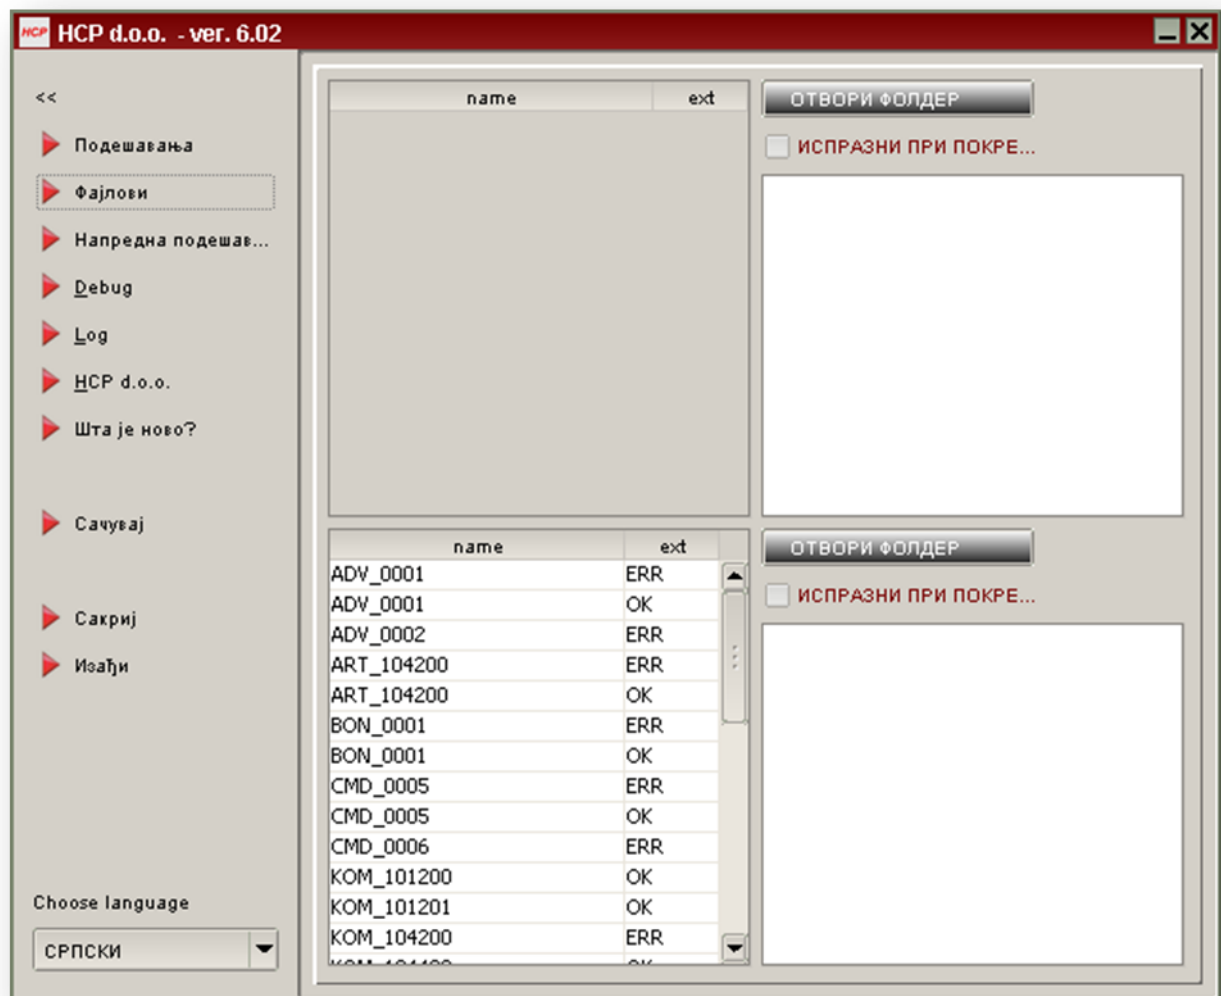 HCP HCP d.o.o. - ver. 6.02
<<
Подешавања
Фајлови
Напредна подешав...
Debug
Log
HCP d.o.o.
Шта је ново?
Сачувај
Сакриј
Изађи
Choose language
СРПСКИ
name ext
ОТВОРИ ФОЛДЕР
ИСПРАЗНИ ПРИ ПОКРЕ...
name ext
ADV_0001 ERR
ADV_0001 OK
ADV_0002 ERR
ART_104200 ERR
ART_104200 OK
BON_0001 ERR
BON_0001 OK
CMD_0005 ERR
CMD_0005 OK
CMD_0006 ERR
KOM_101200 OK
KOM_101201 OK
KOM_104200 ERR
ОТВОРИ ФОЛДЕР
ИСПРАЗНИ ПРИ ПОКРЕ...